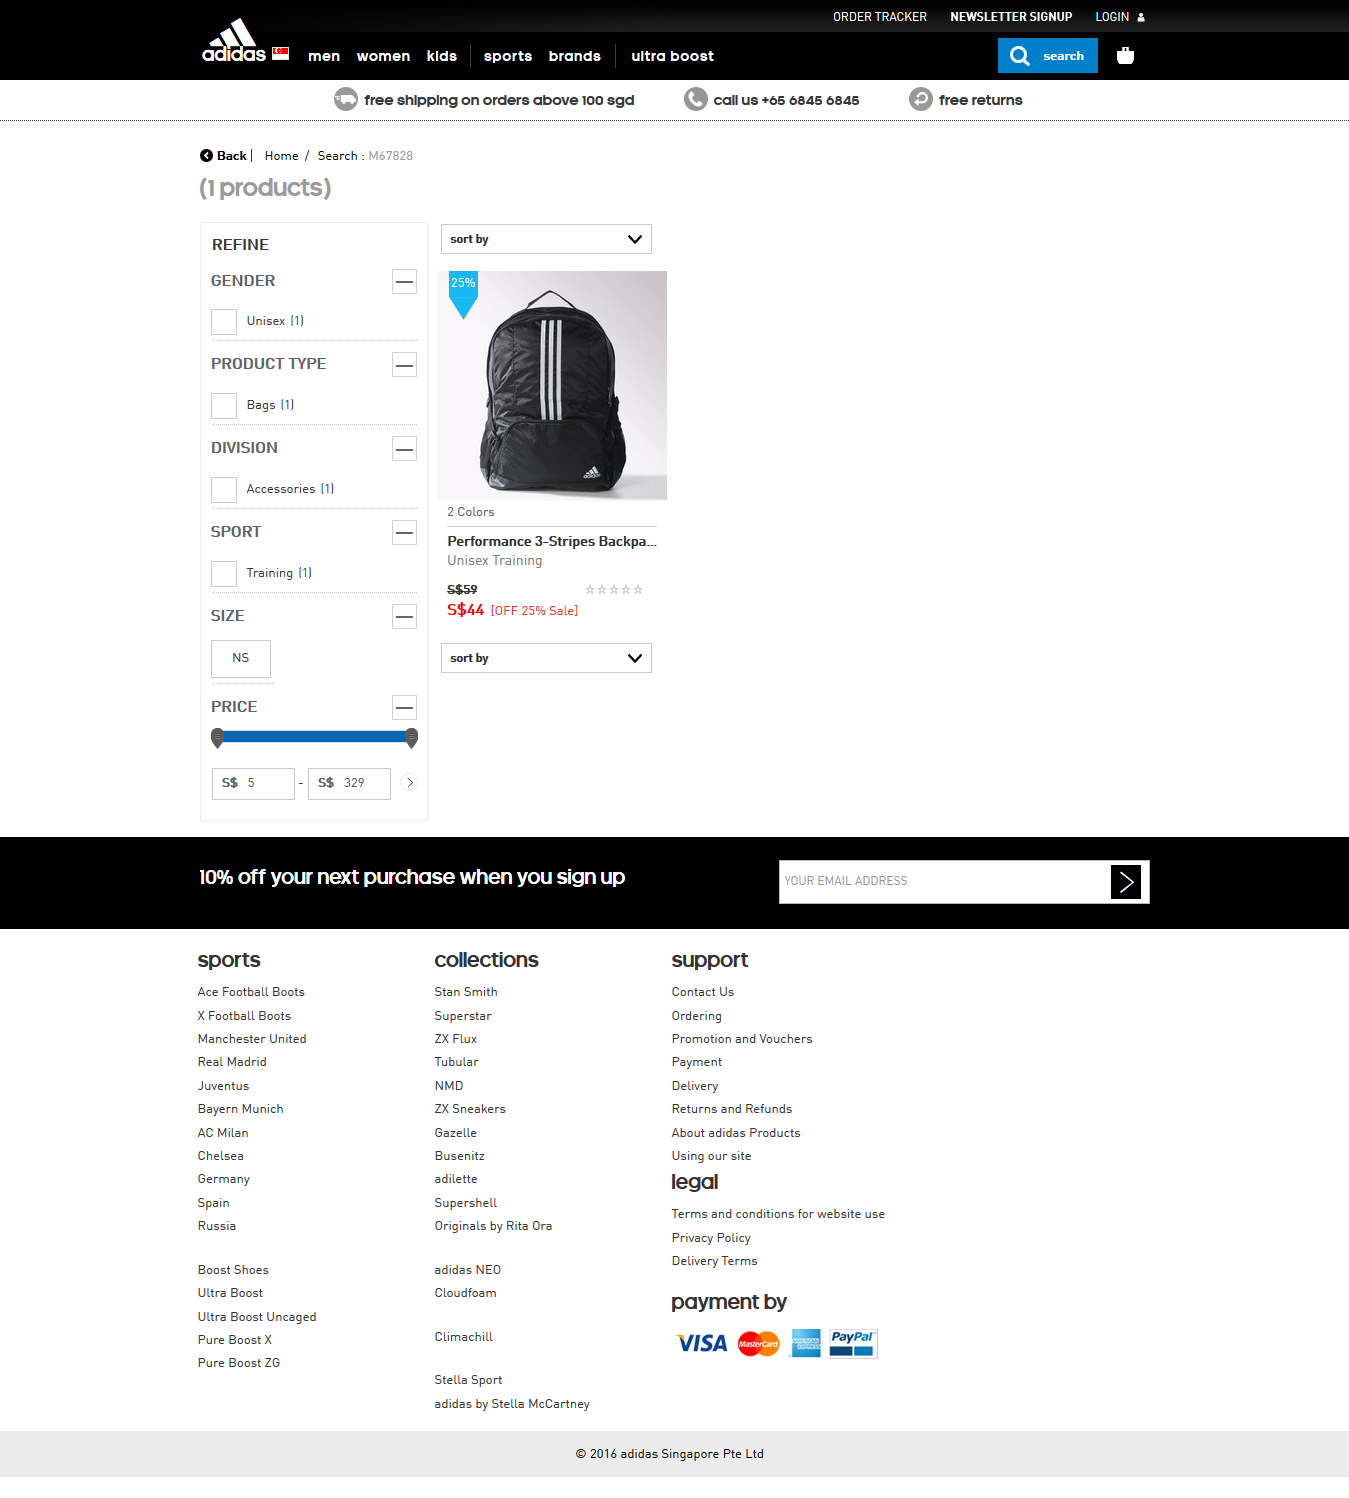 ORDER TRACKER NEWSLETTER SIGNUP LOGIN
adidas men women kids sports brands ultra boost search
free shipping on orders above 100 sgd call us +65 6845 6845 free returns
Back | Home / Search : M67828
(1 products)
REFINE
GENDER
Unisex (1)
PRODUCT TYPE
Bags (1)
DIVISION
Accessories (1)
SPORT
Training (1)
SIZE
NS
PRICE
S$ 5 - S$ 329
sort by
25%
adidas
2 Colors
Performance 3-Stripes Backpa...
Unisex Training
S$59
S$44 [OFF 25% Sale]
sort by
10% off your next purchase when you sign up
YOUR EMAIL ADDRESS
sports
Ace Football Boots
X Football Boots
Manchester United
Real Madrid
Juventus
Bayern Munich
AC Milan
Chelsea
Germany
Spain
Russia
Boost Shoes
Ultra Boost
Ultra Boost Uncaged
Pure Boost X
Pure Boost ZG
collections
Stan Smith
Superstar
ZX Flux
Tubular
NMD
ZX Sneakers
Gazelle
Busenitz
adilette
Supershell
Originals by Rita Ora
adidas NEO
Cloudfoam
Climachill
Stella Sport
adidas by Stella McCartney
support
Contact Us
Ordering
Promotion and Vouchers
Payment
Delivery
Returns and Refunds
About adidas Products
Using our site
legal
Terms and conditions for website use
Privacy Policy
Delivery Terms
payment by
VISA MasterCard AMERICAN EXPRESS PayPal
© 2016 adidas Singapore Pte Ltd